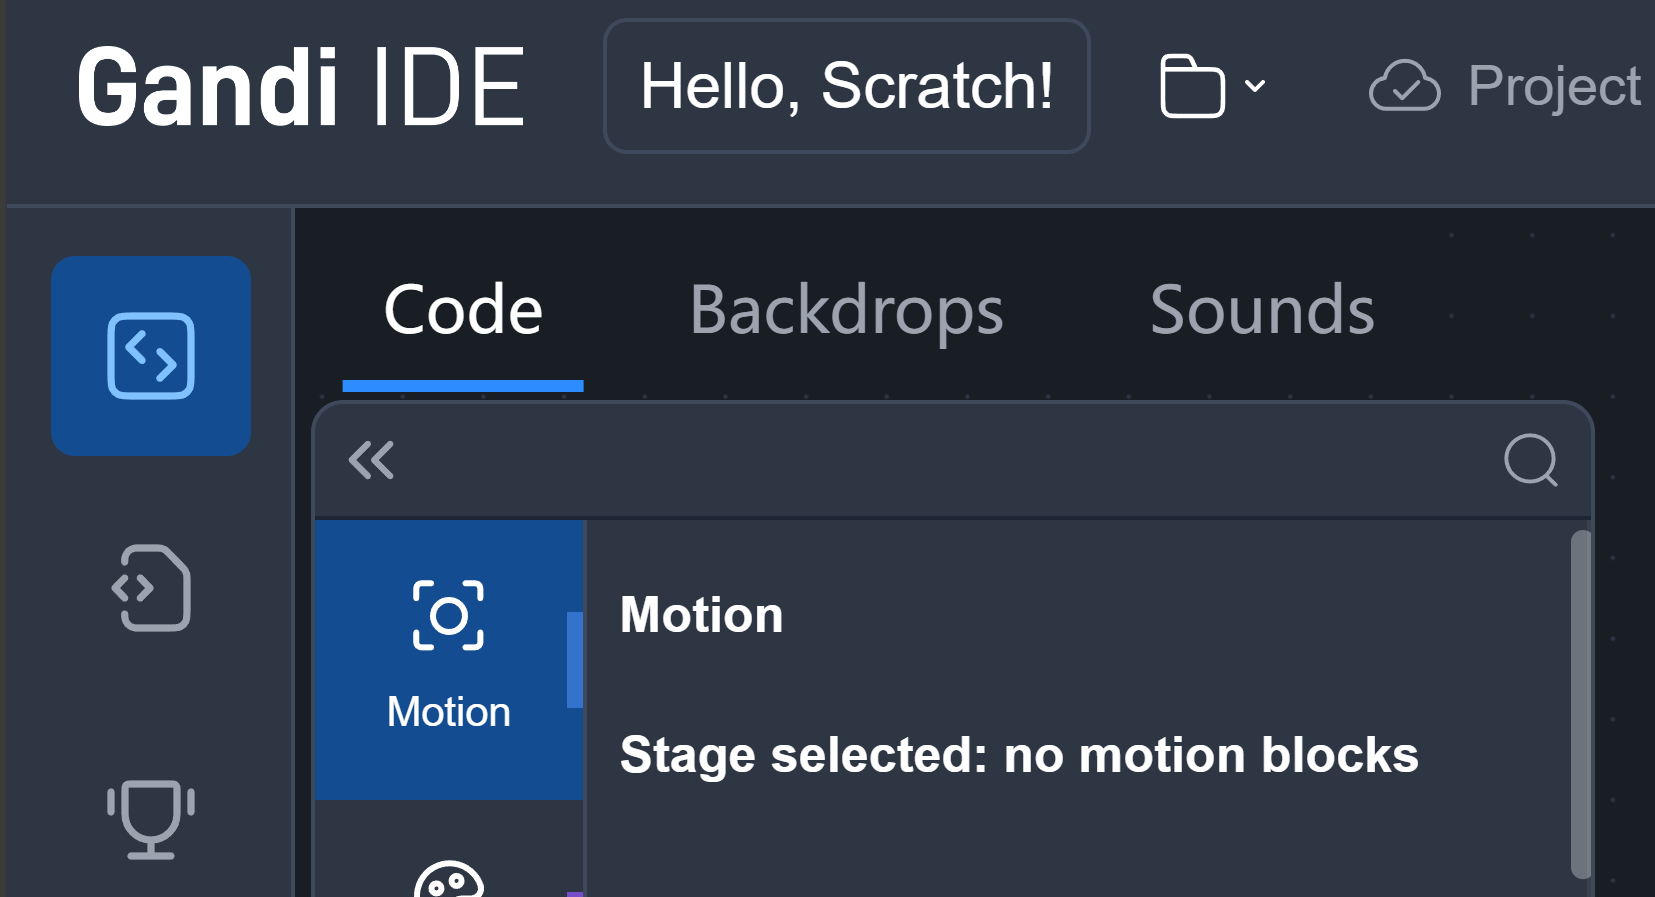 Gandi IDE
Hello, Scratch!
Project
Code
Backdrops
Sounds
Motion
Motion
Stage selected: no motion blocks